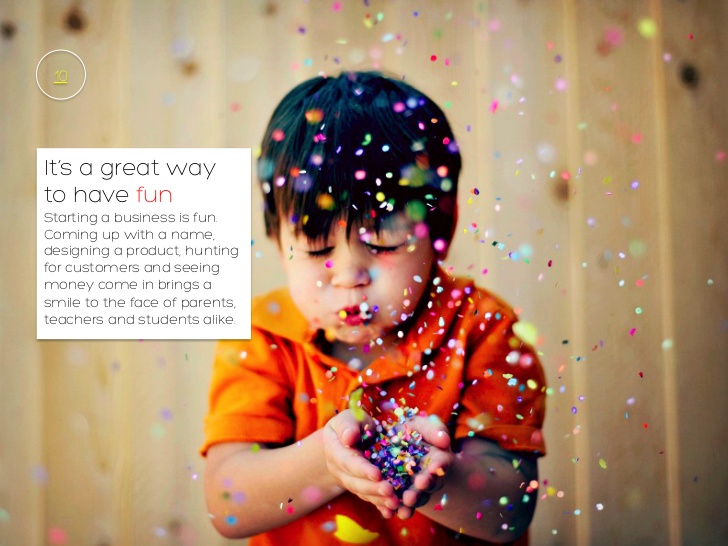 10
It's a great way
to have fun
Starting a business is fun.
Coming up with a name,
designing a product, hunting
for customers and seeing
money come in brings a
smile to the face of parents,
teachers and students alike.